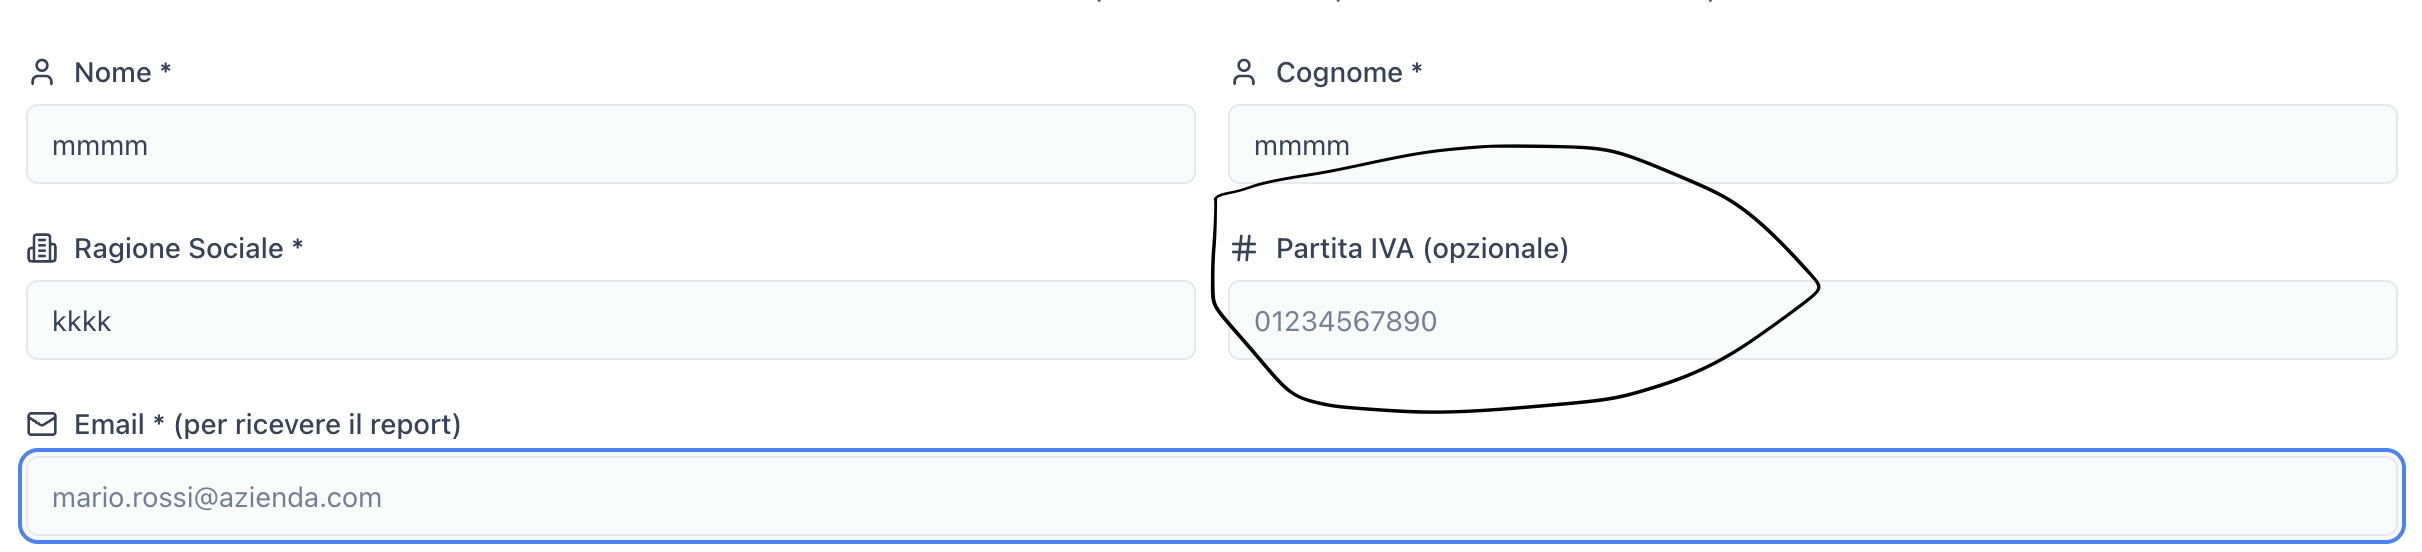 Nome *
Cognome *
mmmm
mmmm
Ragione Sociale *
Partita IVA (opzionale)
kkkk
01234567890
Email * (per ricevere il report)
mario.rossi@azienda.com